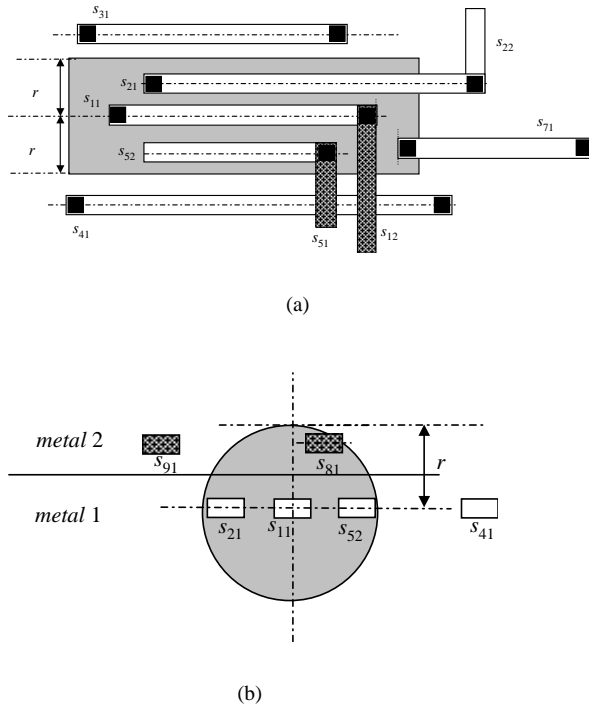 s31
s22
s21
r
s11
s71
s52
r
s41
s51
s12
(a)
metal 2
s91
s81
r
metal 1
s21
s11
s52
s41
(b)